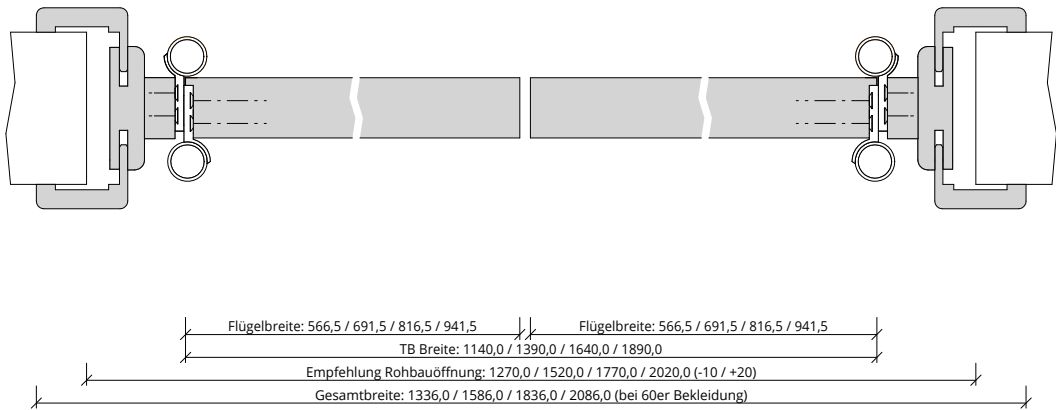 Flügelbreite: 566,5 / 691,5 / 816,5 / 941,5 Flügelbreite: 566,5 / 691,5 / 816,5 / 941,5
TB Breite: 1140,0 / 1390,0 / 1640,0 / 1890,0
Empfehlung Rohbauöffnung: 1270,0 / 1520,0 / 1770,0 / 2020,0 (-10 / +20)
Gesamtbreite: 1336,0 / 1586,0 / 1836,0 / 2086,0 (bei 60er Bekleidung)